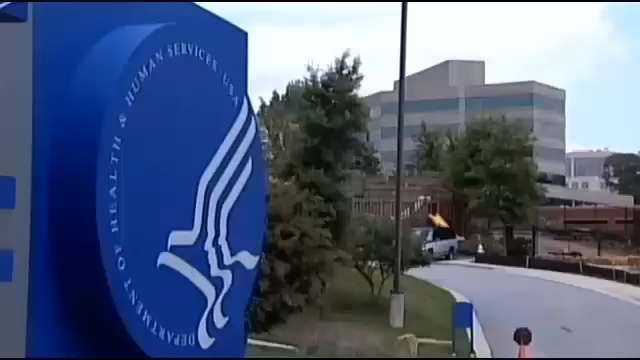 DEPARTMENT OF HEALTH & HUMAN SERVICES, USA